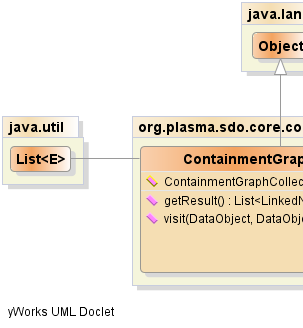 java.lan
Object
java.util
List<E>
org.plasma.sdo.core.co
ContainmentGrap
ContainmentGraphCollec
getResult() : List<LinkedN
visit(DataObject, DataObje
yWorks UML Doclet